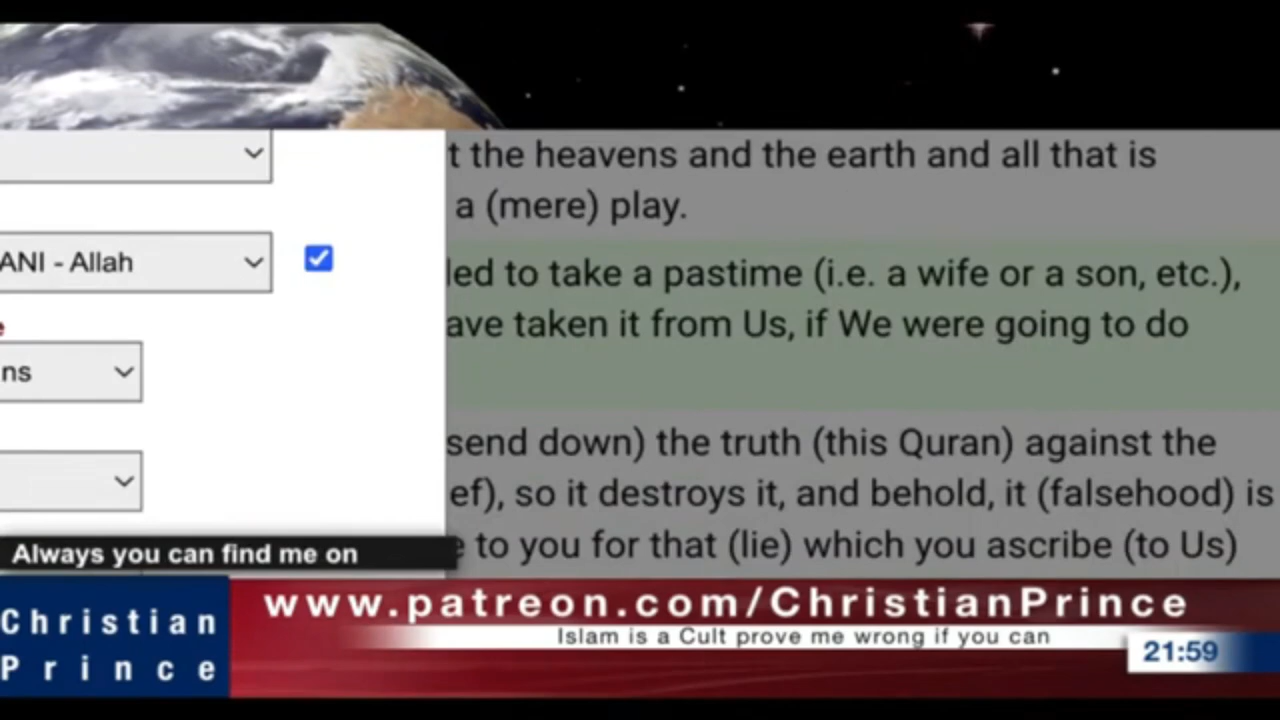 t the heavens and the earth and all that is
a (mere) play.
ANI - Allah
led to take a pastime (i.e. a wife or a son, etc.),
ave taken it from Us, if We were going to do
ns
send down) the truth (this Quran) against the
ef), so it destroys it, and behold, it (falsehood) is
e to you for that (lie) which you ascribe (to Us)
Always you can find me on
Christian
Prince
www.patreon.com/ChristianPrince
Islam is a Cult prove me wrong if you can
21:59